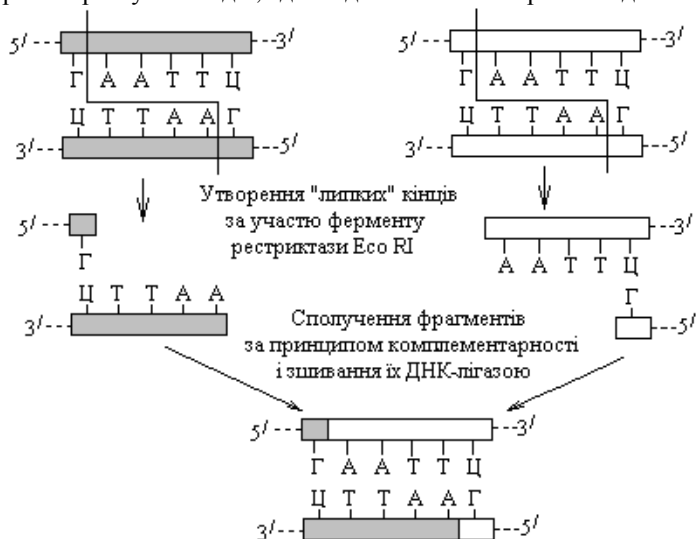 5/ ---3/ 5/ ---3/
Г А А Т Т Ц Г А А Т Т Ц
Ц Т Т А А Г Ц Т Т А А Г
3/ ---5/ 3/ ---5/
Утворення "липких" кінців
за участю ферменту
рестриктази Eco RI
5/---
Г
Ц Т Т А А
3/---
---3/
А А Т Т Ц
Г
---5/
Сполучення фрагментів
за принципом комплементарності
і зшивання їх ДНК-лігазою
5/--- ---3/
Г А А Т Т Ц
Ц Т Т А А Г
3/--- ---5/